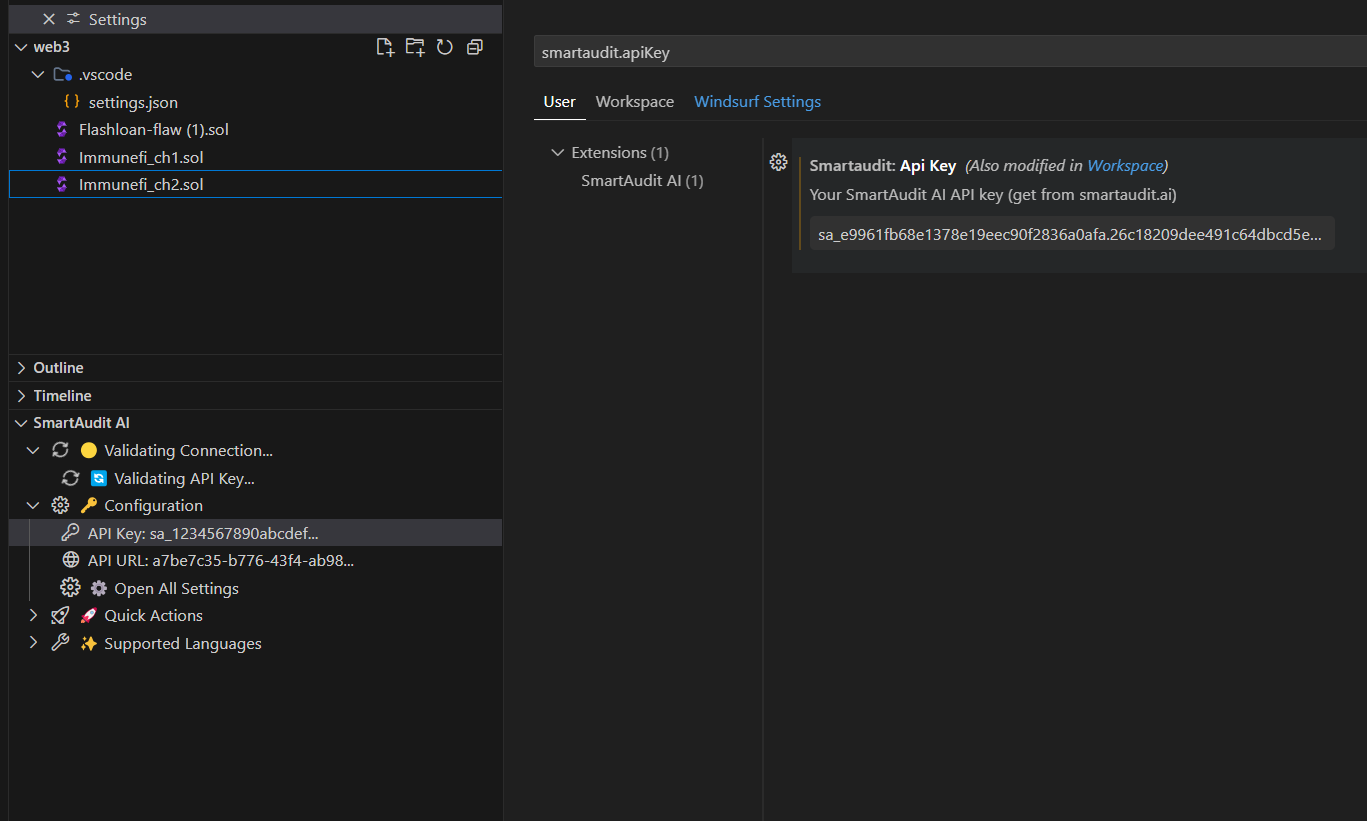 Settings
web3
.vscode
settings.json
Flashloan-flaw (1).sol
Immunefi_ch1.sol
Immunefi_ch2.sol
Outline
Timeline
SmartAudit AI
Validating Connection...
Validating API Key...
Configuration
API Key: sa_1234567890abcdef...
API URL: a7be7c35-b776-43f4-ab98...
Open All Settings
Quick Actions
Supported Languages
smartaudit.apiKey
User Workspace Windsurf Settings
Extensions (1)
SmartAudit AI (1)
Smartaudit: Api Key (Also modified in Workspace)
Your SmartAudit AI API key (get from smartaudit.ai)
sa_e9961fb68e1378e19eec90f2836a0afa.26c18209dee491c64dbcd5e...